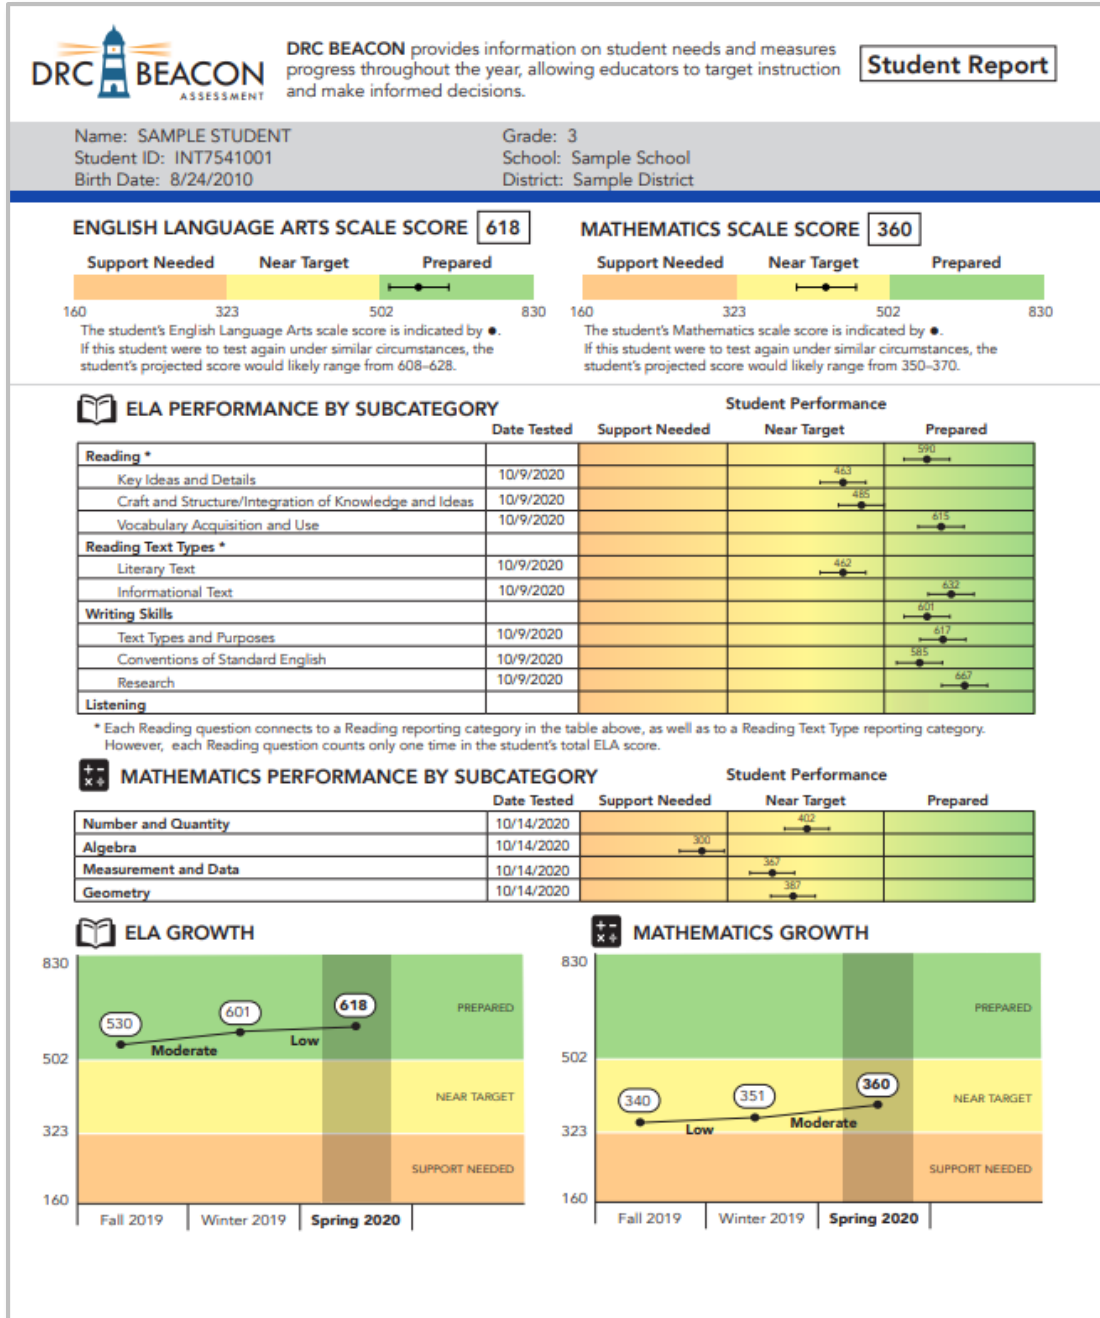 DRC BEACON
ASSESSMENT
DRC BEACON provides information on student needs and measures
progress throughout the year, allowing educators to target instruction
and make informed decisions.
Student Report
Name: SAMPLE STUDENT
Student ID: INT7541001
Birth Date: 8/24/2010
Grade: 3
School: Sample School
District: Sample District
ENGLISH LANGUAGE ARTS SCALE SCORE 618
Support Needed Near Target Prepared
160 323 502 830
The student's English Language Arts scale score is indicated by ●.
If this student were to test again under similar circumstances, the
student's projected score would likely range from 608–628.
MATHEMATICS SCALE SCORE 360
Support Needed Near Target Prepared
160 323 502 830
The student's Mathematics scale score is indicated by ●.
If this student were to test again under similar circumstances, the
student's projected score would likely range from 350–370.
ELA PERFORMANCE BY SUBCATEGORY
Student Performance
Date Tested Support Needed Near Target Prepared
Reading * 590
Key Ideas and Details 10/9/2020 463
Craft and Structure/Integration of Knowledge and Ideas 10/9/2020 485
Vocabulary Acquisition and Use 10/9/2020 615
Reading Text Types *
Literary Text 10/9/2020 462
Informational Text 10/9/2020 632
Writing Skills 601
Text Types and Purposes 10/9/2020 617
Conventions of Standard English 10/9/2020 585
Research 10/9/2020 667
Listening
* Each Reading question connects to a Reading reporting category in the table above, as well as to a Reading Text Type reporting category.
However, each Reading question counts only one time in the student's total ELA score.
MATHEMATICS PERFORMANCE BY SUBCATEGORY
Student Performance
Date Tested Support Needed Near Target Prepared
Number and Quantity 10/14/2020 402
Algebra 10/14/2020 300
Measurement and Data 10/14/2020 367
Geometry 10/14/2020 387
ELA GROWTH
830
502
323
160
530 601 618
Moderate Low
PREPARED
NEAR TARGET
SUPPORT NEEDED
Fall 2019 Winter 2019 Spring 2020
MATHEMATICS GROWTH
830
502
323
160
340 351 360
Low Moderate
PREPARED
NEAR TARGET
SUPPORT NEEDED
Fall 2019 Winter 2019 Spring 2020